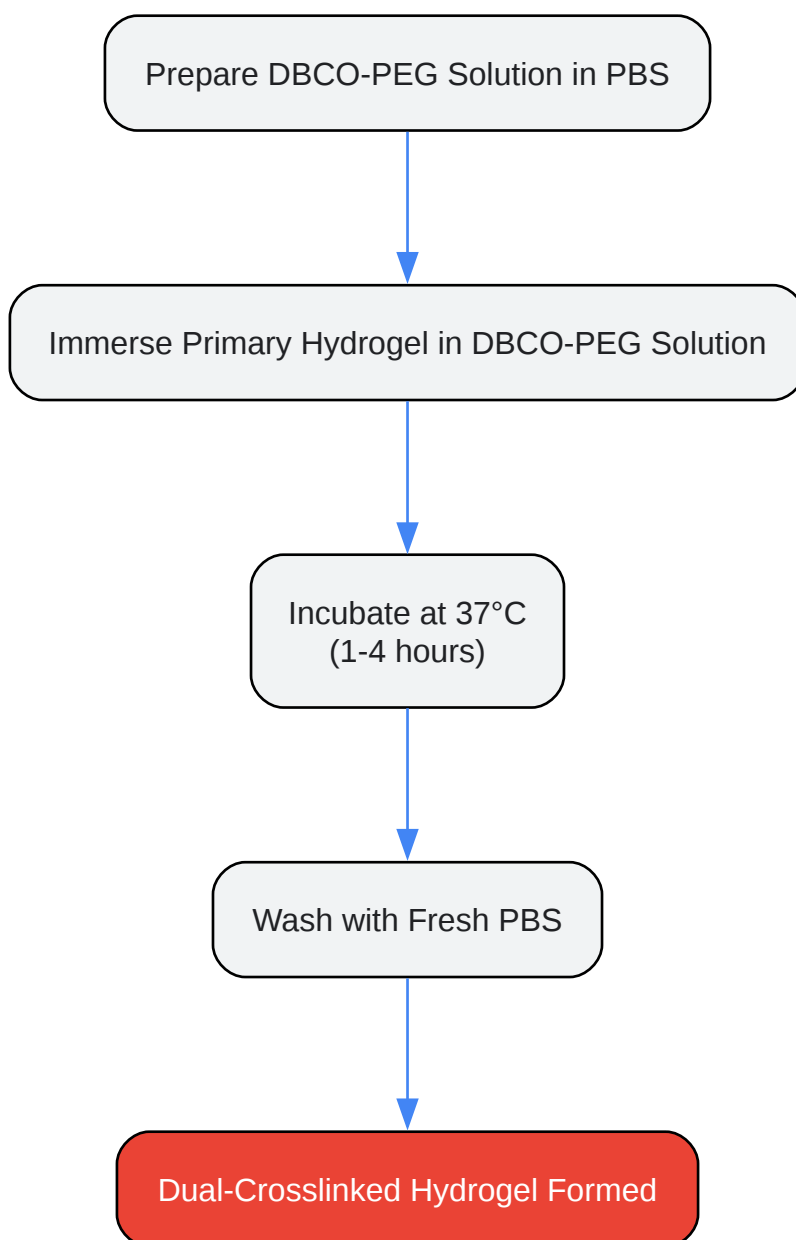 Prepare DBCO-PEG Solution in PBS
Immerse Primary Hydrogel in DBCO-PEG Solution
Incubate at 37°C
(1-4 hours)
Wash with Fresh PBS
Dual-Crosslinked Hydrogel Formed